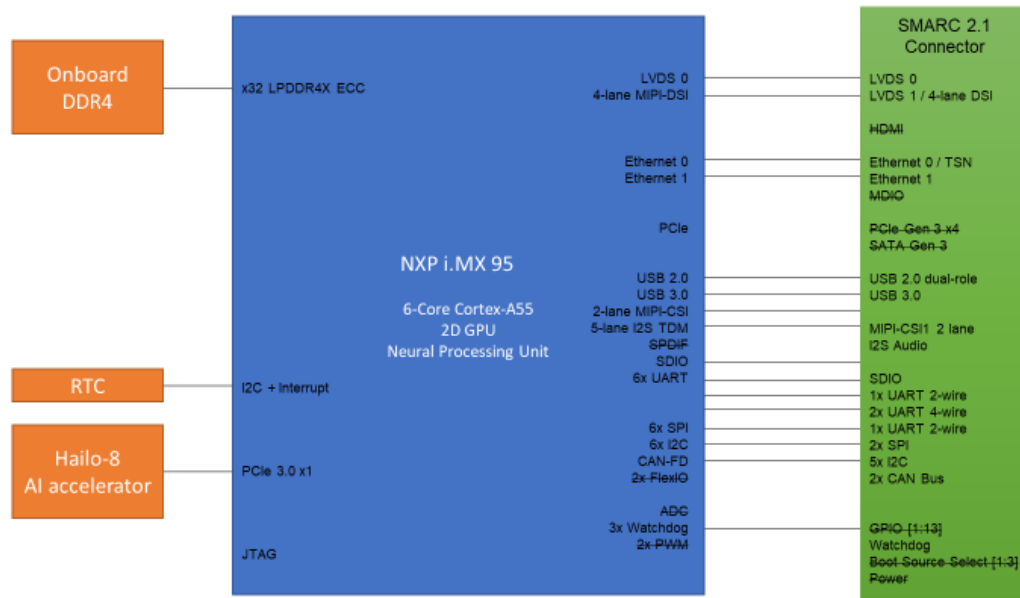 Onboard
DDR4
RTC
Hailo-8
AI accelerator
x32 LPDDR4X ECC
I2C + Interrupt
PCIe 3.0 x1
JTAG
NXP i.MX 95
6-Core Cortex-A55
2D GPU
Neural Processing Unit
LVDS 0
4-lane MIPI-DSI
Ethernet 0
Ethernet 1
PCIe
USB 2.0
USB 3.0
2-lane MIPI-CSI
5-lane I2S TDM
SPDIF
SDIO
6x UART
6x SPI
6x I2C
CAN-FD
2x FlexIO
ADC
3x Watchdog
2x PWM
SMARC 2.1
Connector
LVDS 0
LVDS 1 / 4-lane DSI
HDMI
Ethernet 0 / TSN
Ethernet 1
MDIO
PCIe Gen 3 x4
SATA Gen 3
USB 2.0 dual-role
USB 3.0
MIPI-CSI1 2 lane
I2S Audio
SDIO
1x UART 2-wire
2x UART 4-wire
1x UART 2-wire
2x SPI
5x I2C
2x CAN Bus
GPIO [1:13]
Watchdog
Boot Source Select [1:3]
Power